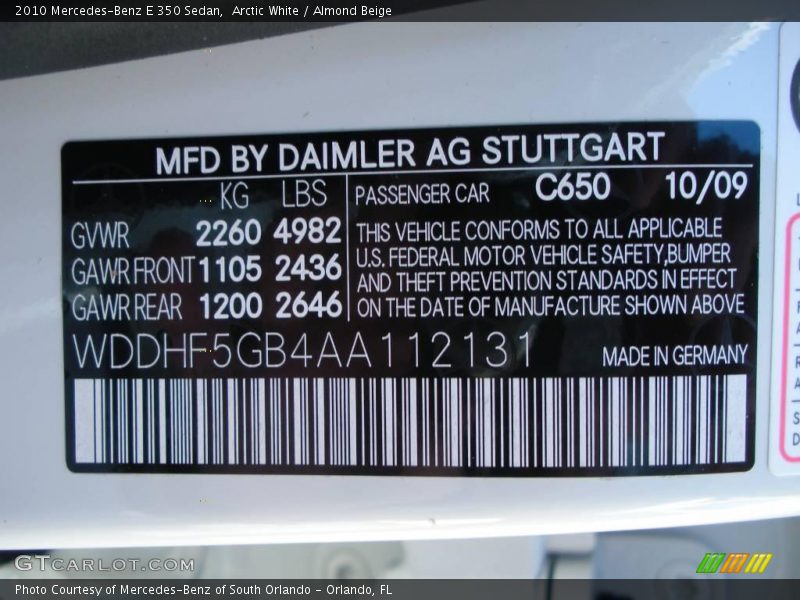 2010 Mercedes-Benz E 350 Sedan,  Arctic White / Almond Beige
MFD BY DAIMLER AG STUTTGART
KG LBS
GVWR 2260 4982
GAWR FRONT 1105 2436
GAWR REAR 1200 2646
PASSENGER CAR C650 10/09
THIS VEHICLE CONFORMS TO ALL APPLICABLE
U.S. FEDERAL MOTOR VEHICLE SAFETY,BUMPER
AND THEFT PREVENTION STANDARDS IN EFFECT
ON THE DATE OF MANUFACTURE SHOWN ABOVE
WDDHF5GB4AA112131
MADE IN GERMANY
GTCARLOT.COM
Photo Courtesy of Mercedes-Benz of South Orlando - Orlando, FL